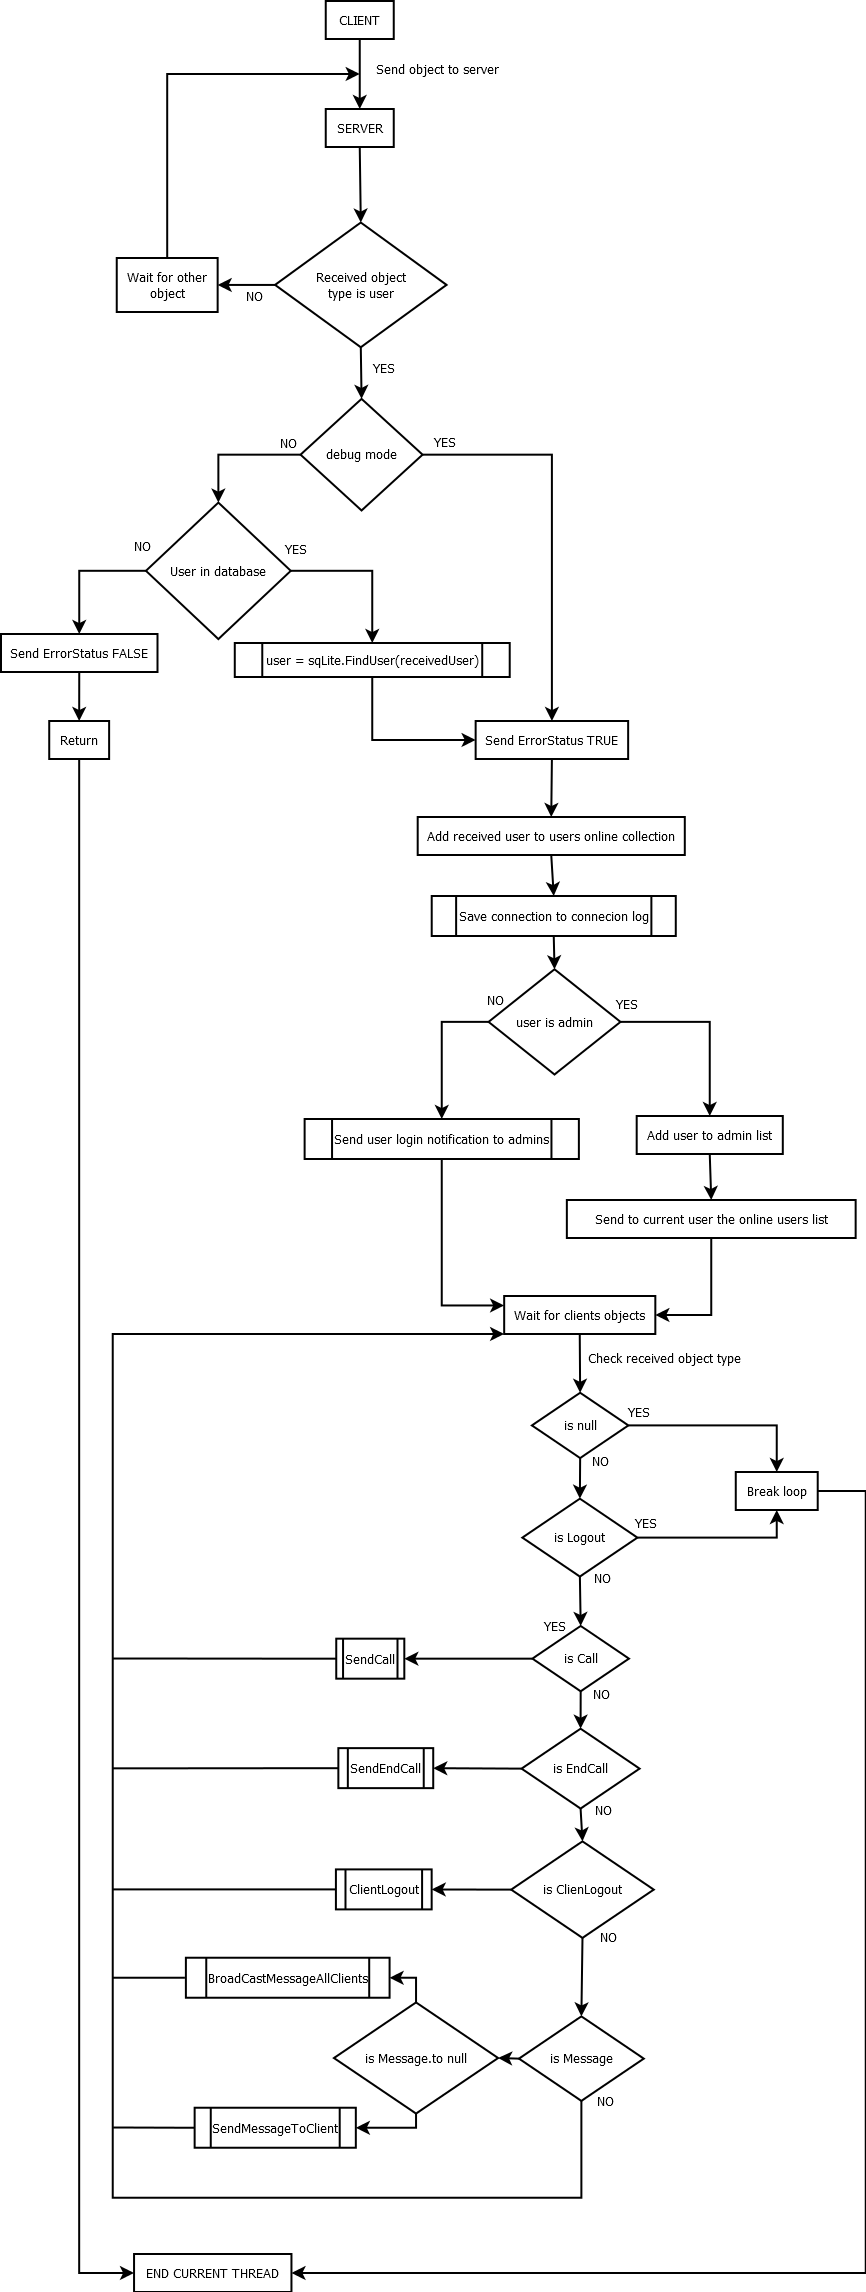 CLIENT
Send object to server
SERVER
Wait for other
object
Received object
type is user
NO
YES
debug mode
NO
YES
User in database
NO
YES
Send ErrorStatus FALSE
user = sqLite.FindUser(receivedUser)
Return
Send ErrorStatus TRUE
Add received user to users online collection
Save connection to connecion log
user is admin
NO
YES
Send user login notification to admins
Add user to admin list
Send to current user the online users list
Wait for clients objects
Check received object type
is null
YES
NO
Break loop
is Logout
YES
NO
YES
SendCall
is Call
NO
SendEndCall
is EndCall
NO
ClientLogout
is ClienLogout
NO
BroadCastMessageAllClients
is Message.to null
is Message
NO
SendMessageToClient
END CURRENT THREAD